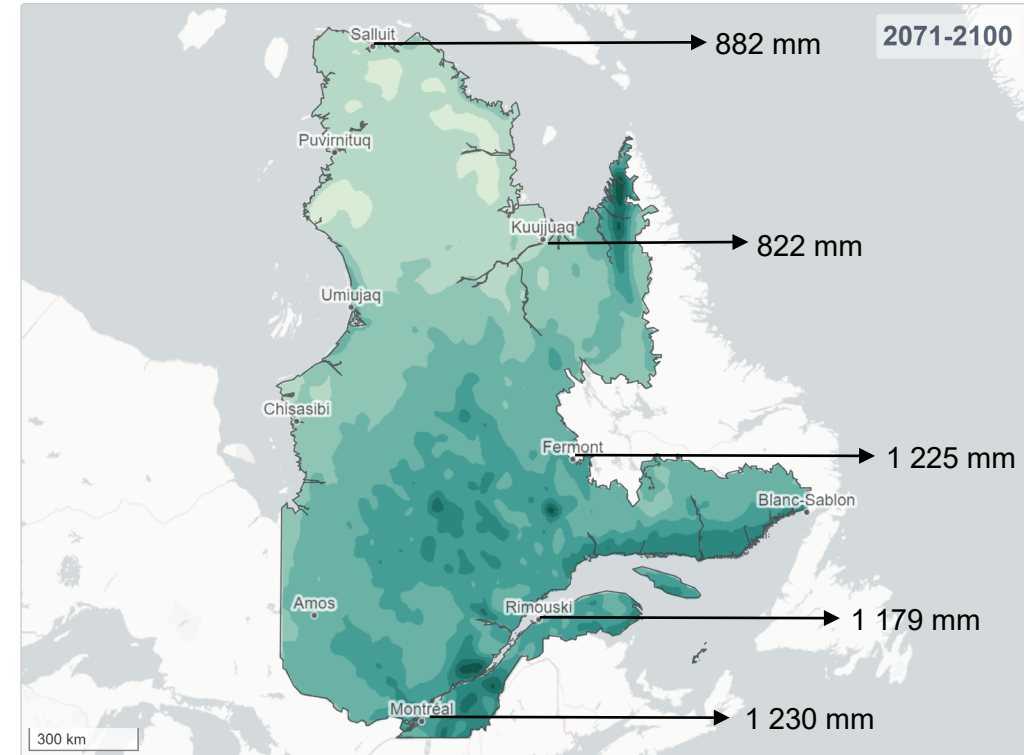 Salluit
882 mm
2071-2100
Puvirnituq
Kuujjuaq
822 mm
Umiujaq
Chisasibi
Fermont
1 225 mm
Blanc-Sablon
Amos
Rimouski
1 179 mm
Montréal
1 230 mm
300 km